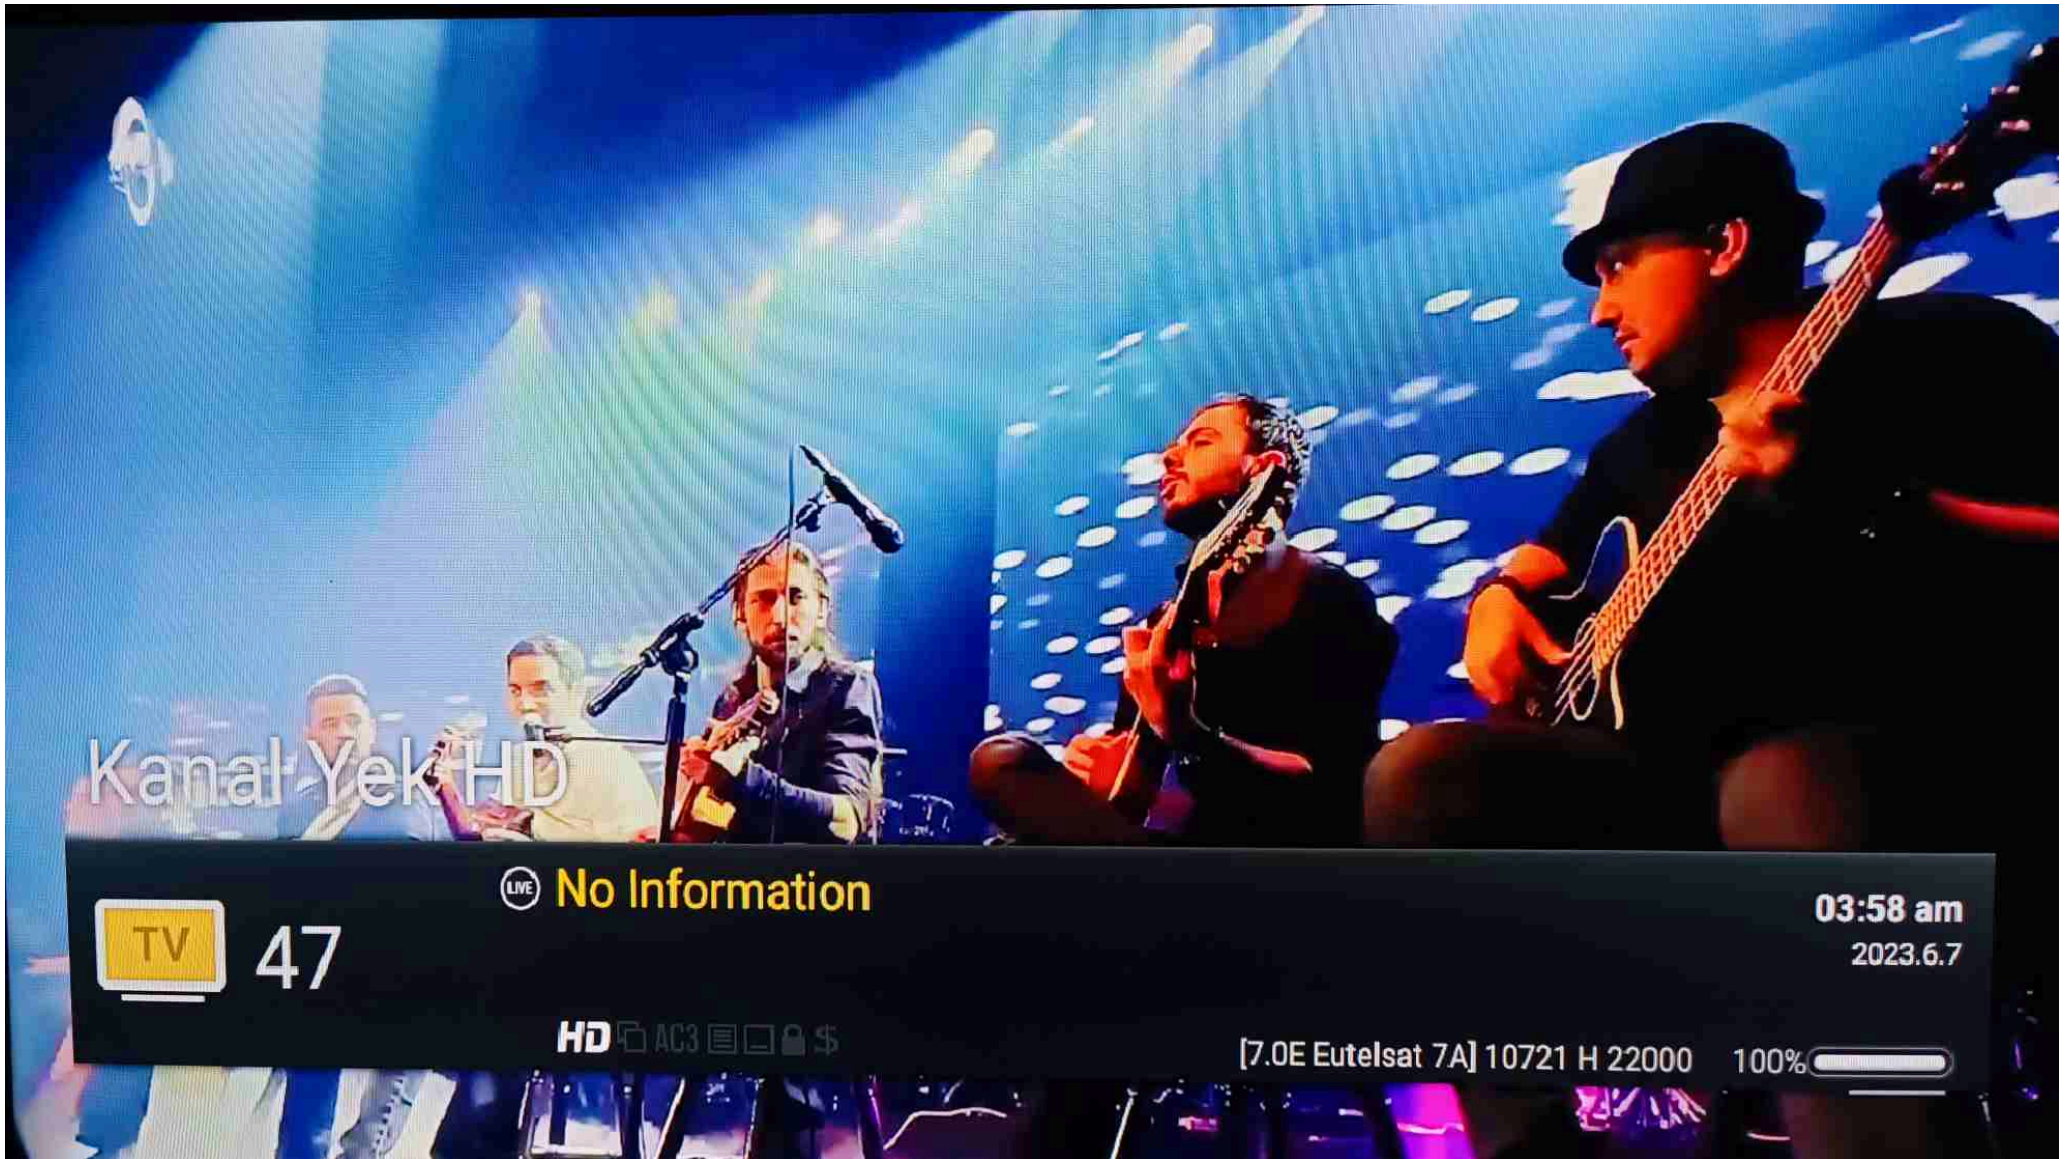 Kanal Yek HD
LIVE No Information
TV 47
03:58 am
2023.6.7
HD AC3 $
[7.0E Eutelsat 7A] 10721 H 22000 100%